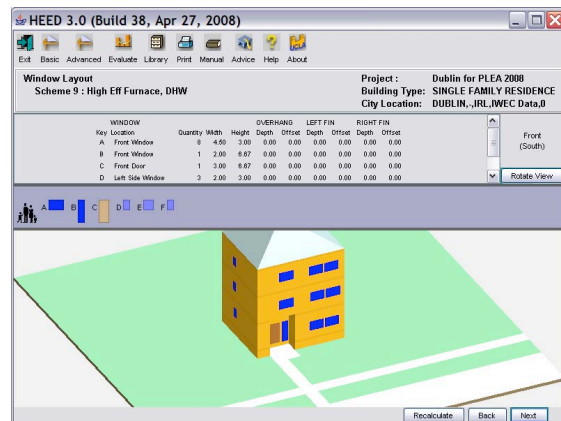 HEED 3.0 (Build 38, Apr 27, 2008)
Exit Basic Advanced Evaluate Library Print Manual Advice Help About
Window Layout
Scheme 9 : High Eff Furnace, DHW
Project : Dublin for PLEA 2008
Building Type: SINGLE FAMILY RESIDENCE
City Location: DUBLIN,-,IRL,IWEC Data,0
WINDOW OVERHANG LEFT FIN RIGHT FIN
Key Location Quantity Width Height Depth Offset Depth Offset Depth Offset
A Front Window 8 4.50 3.00 0.00 0.00 0.00 0.00 0.00 0.00
B Front Window 1 2.00 6.67 0.00 0.00 0.00 0.00 0.00 0.00
C Front Door 1 3.00 6.67 0.00 0.00 0.00 0.00 0.00 0.00
D Left Side Window 3 2.00 3.00 0.00 0.00 0.00 0.00 0.00 0.00
Front
(South)
Rotate View
A B C D E F
Recalculate Back Next